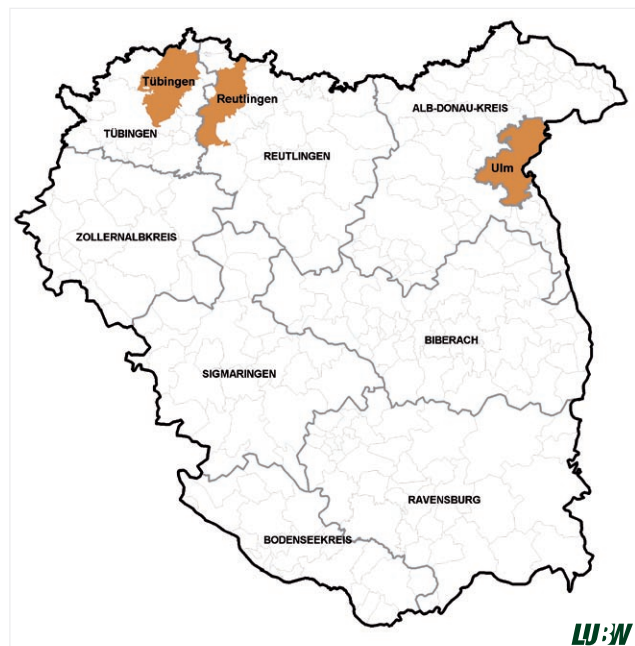 Tübingen
Reutlingen
ALB-DONAU-KREIS
TÜBINGEN
REUTLINGEN
Ulm
ZOLLERNALBKREIS
BIBERACH
SIGMARINGEN
RAVENSBURG
BODENSEEKREIS
LUBW